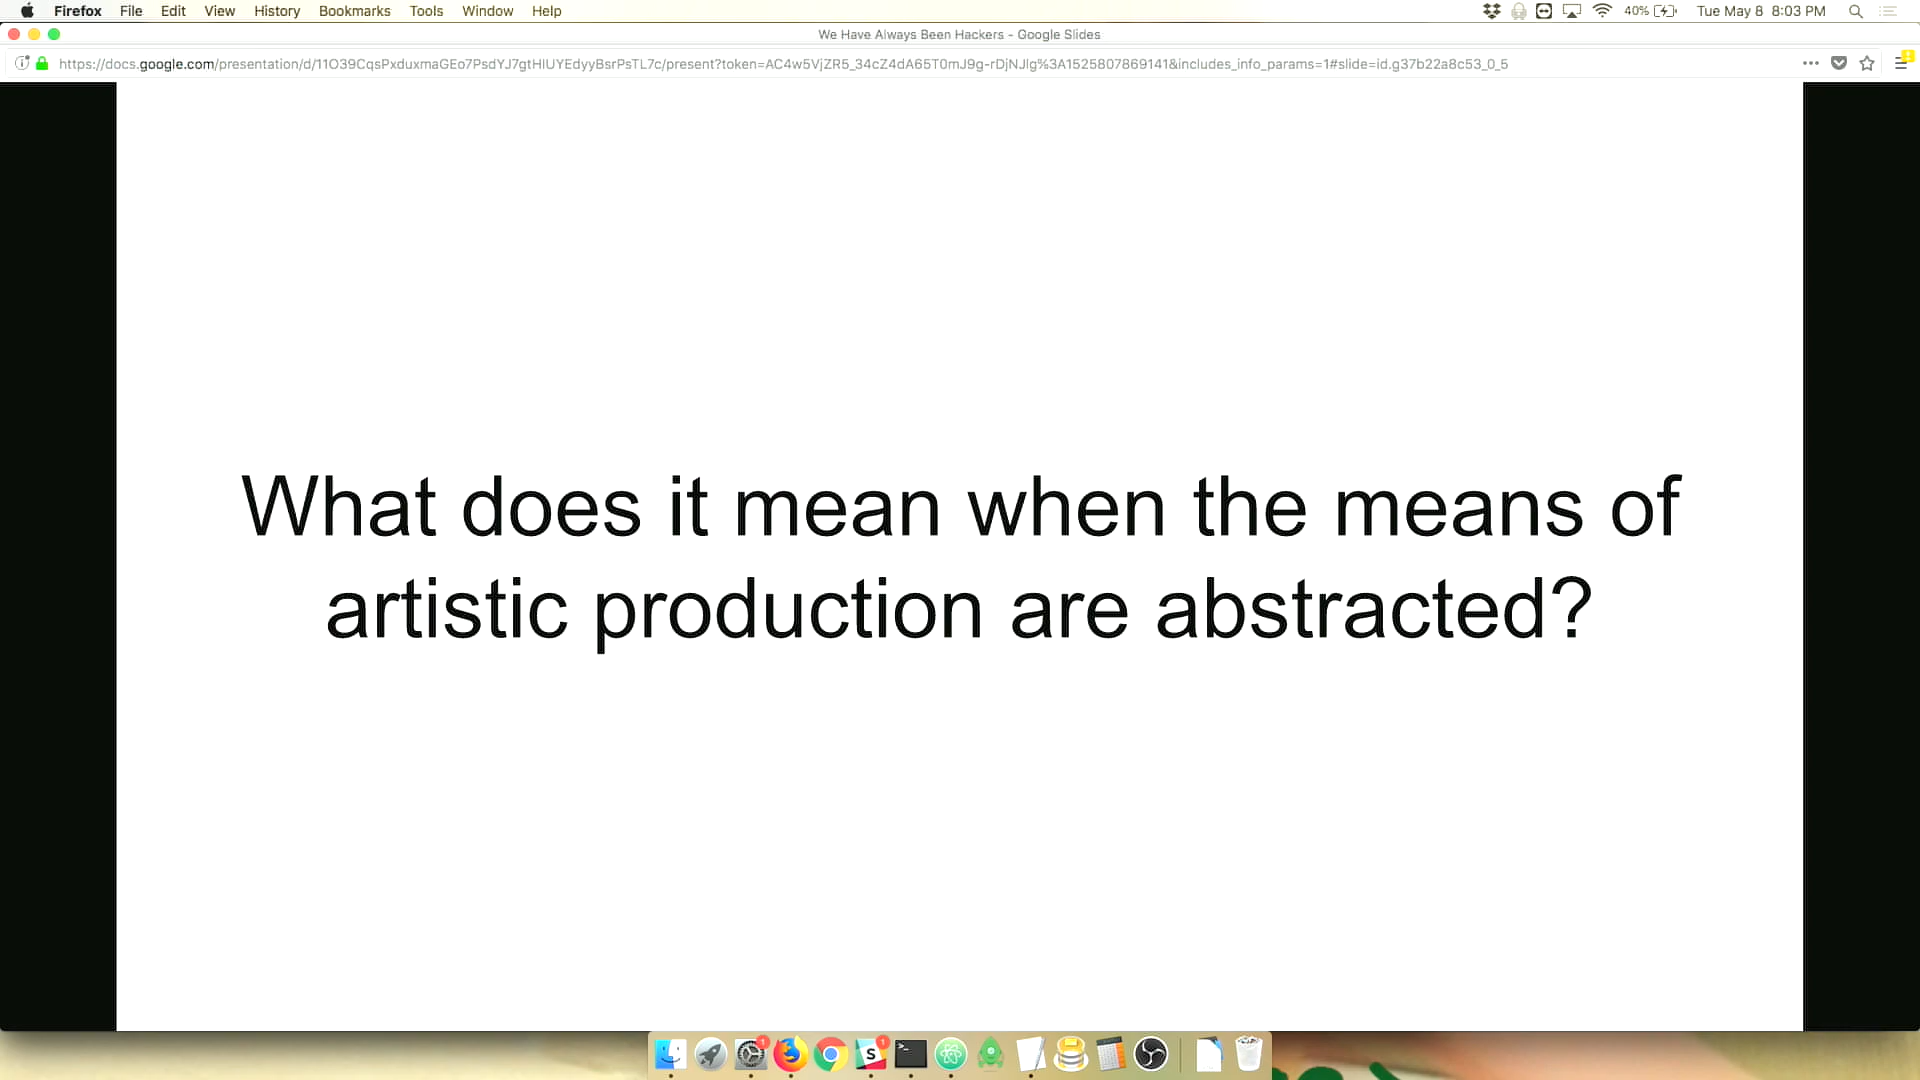 Firefox File Edit View History Bookmarks Tools Window Help 40% Tue May 8 8:03 PM
We Have Always Been Hackers - Google Slides
https://docs.google.com/presentation/d/11O39CqsPxduxmaGEo7PsdYJ7gtHIUYEdyyBsrPsTL7c/present?token=AC4w5VjZR5_34cZ4dA65T0mJ9g-rDjNJlg%3A1525807869141&includes_info_params=1#slide=id.g37b22a8c53_0_5
What does it mean when the means of
artistic production are abstracted?
1 1